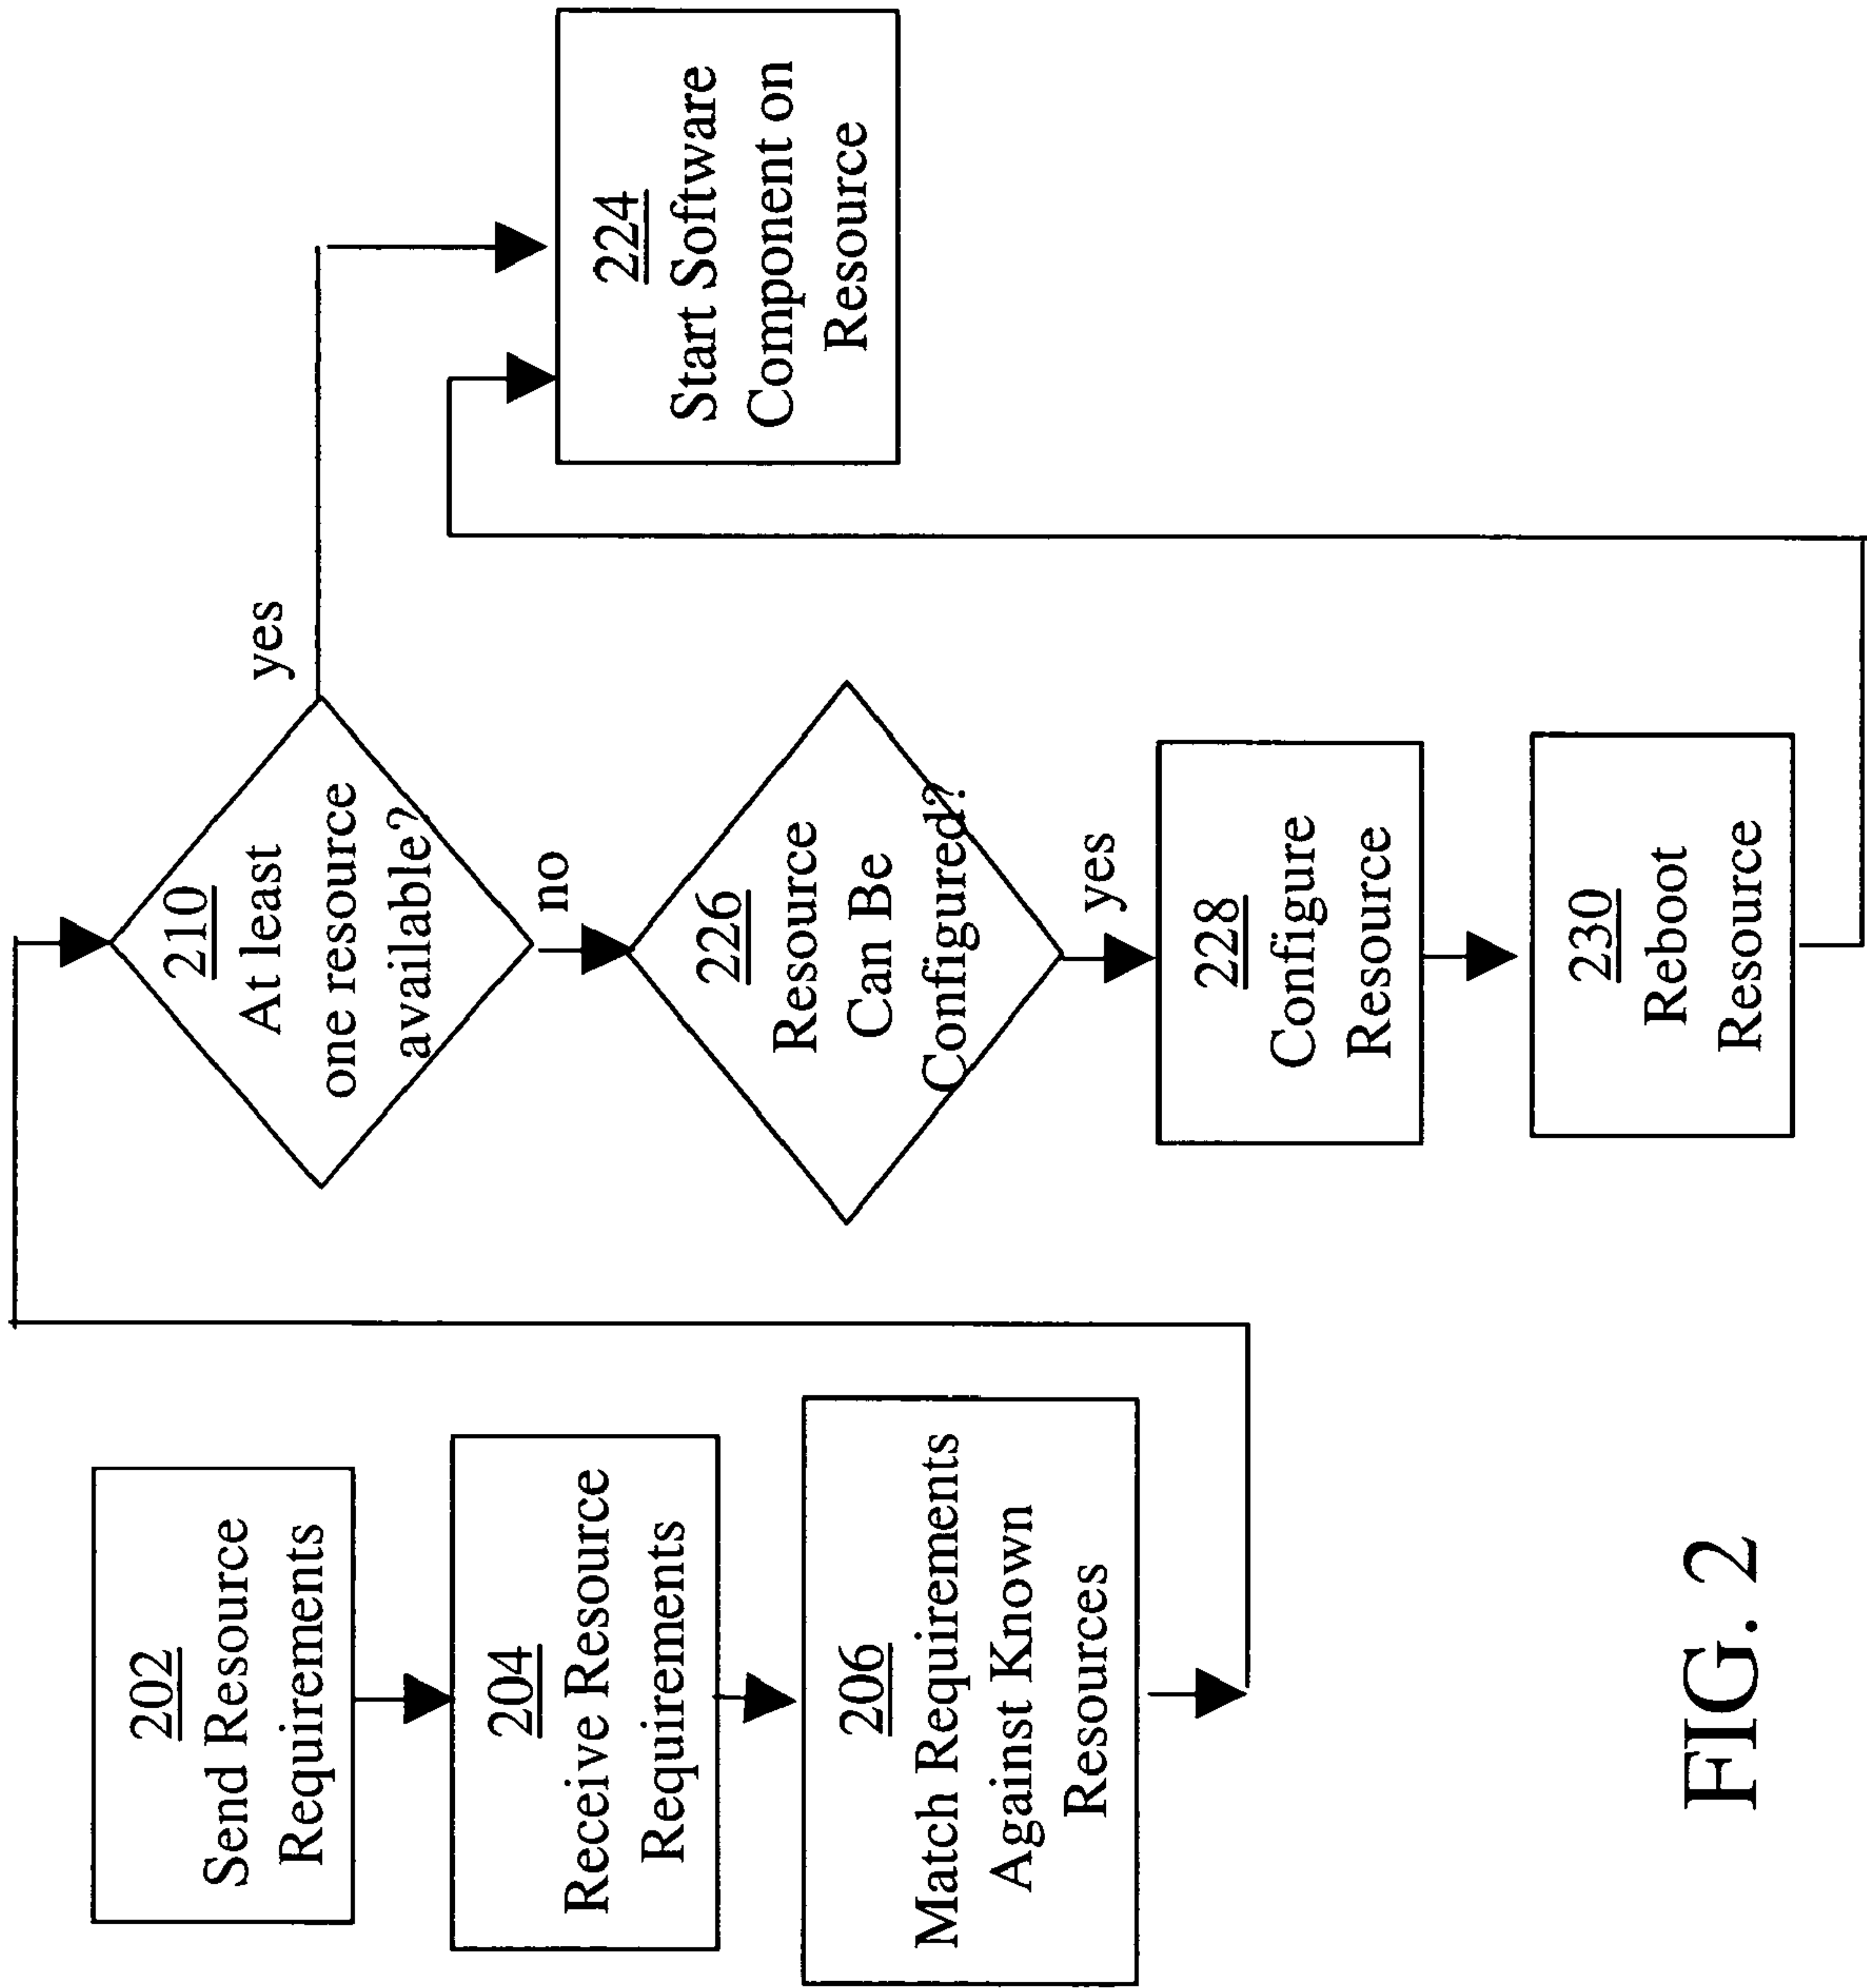 202
Send Resource
Requirements
204
Receive Resource
Requirements
206
Match Requirements
Against Known
Resources
210
At least
one resource
available?
yes
no
226
Resource
Can Be
Configured?
yes
228
Configure
Resource
230
Reboot
Resource
224
Start Software
Component on
Resource
FIG. 2